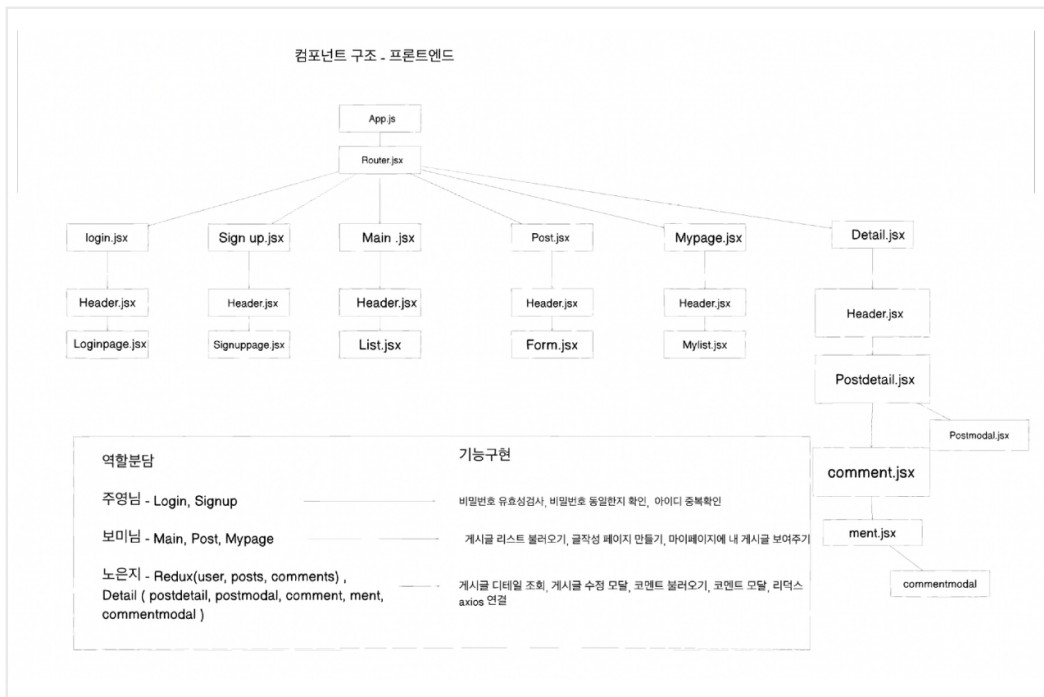 컴포넌트 구조 - 프론트엔드
App.js
Router.jsx
login.jsx
Sign up.jsx
Main .jsx
Post.jsx
Mypage.jsx
Detail.jsx
Header.jsx
Header.jsx
Header.jsx
Header.jsx
Header.jsx
Header.jsx
Loginpage.jsx
Signuppage.jsx
List.jsx
Form.jsx
Mylist.jsx
Postdetail.jsx
Postmodal.jsx
comment.jsx
ment.jsx
commentmodal
역할분담
기능구현
주영님 - Login, Signup
비밀번호 유효성검사, 비밀번호 동일한지 확인, 아이디 중복확인
보미님 - Main, Post, Mypage
게시글 리스트 불러오기, 글작성 페이지 만들기, 마이페이지에 내 게시글 보여주기
노은지 - Redux(user, posts, comments) ,
Detail ( postdetail, postmodal, comment, ment,
commentmodal )
게시글 디테일 조회, 게시글 수정 모달, 코멘트 불러오기, 코멘트 모달, 리덕스
axios 연결